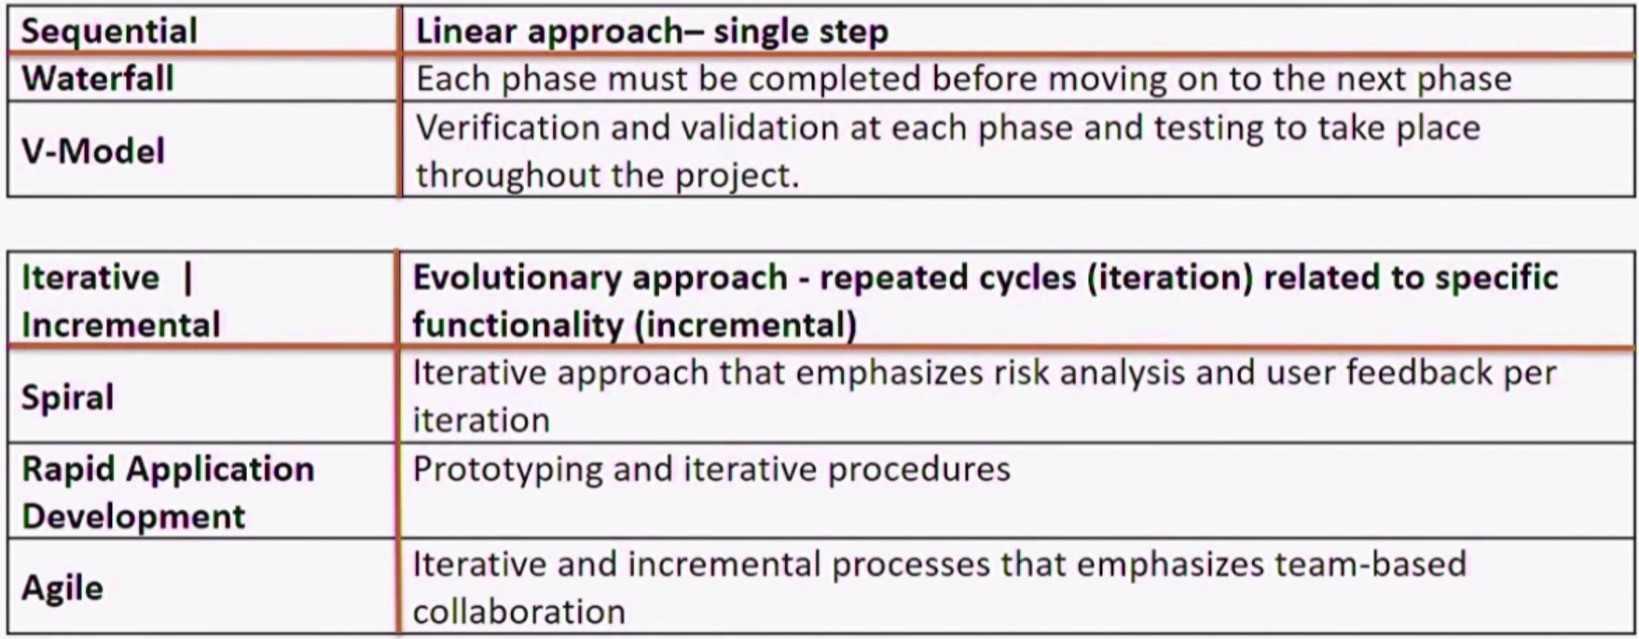 Sequential
Linear approach– single step
Waterfall
Each phase must be completed before moving on to the next phase
V-Model
Verification and validation at each phase and testing to take place
throughout the project.
Iterative |
Incremental
Evolutionary approach - repeated cycles (iteration) related to specific
functionality (incremental)
Spiral
Iterative approach that emphasizes risk analysis and user feedback per
iteration
Rapid Application
Development
Prototyping and iterative procedures
Agile
Iterative and incremental processes that emphasizes team-based
collaboration